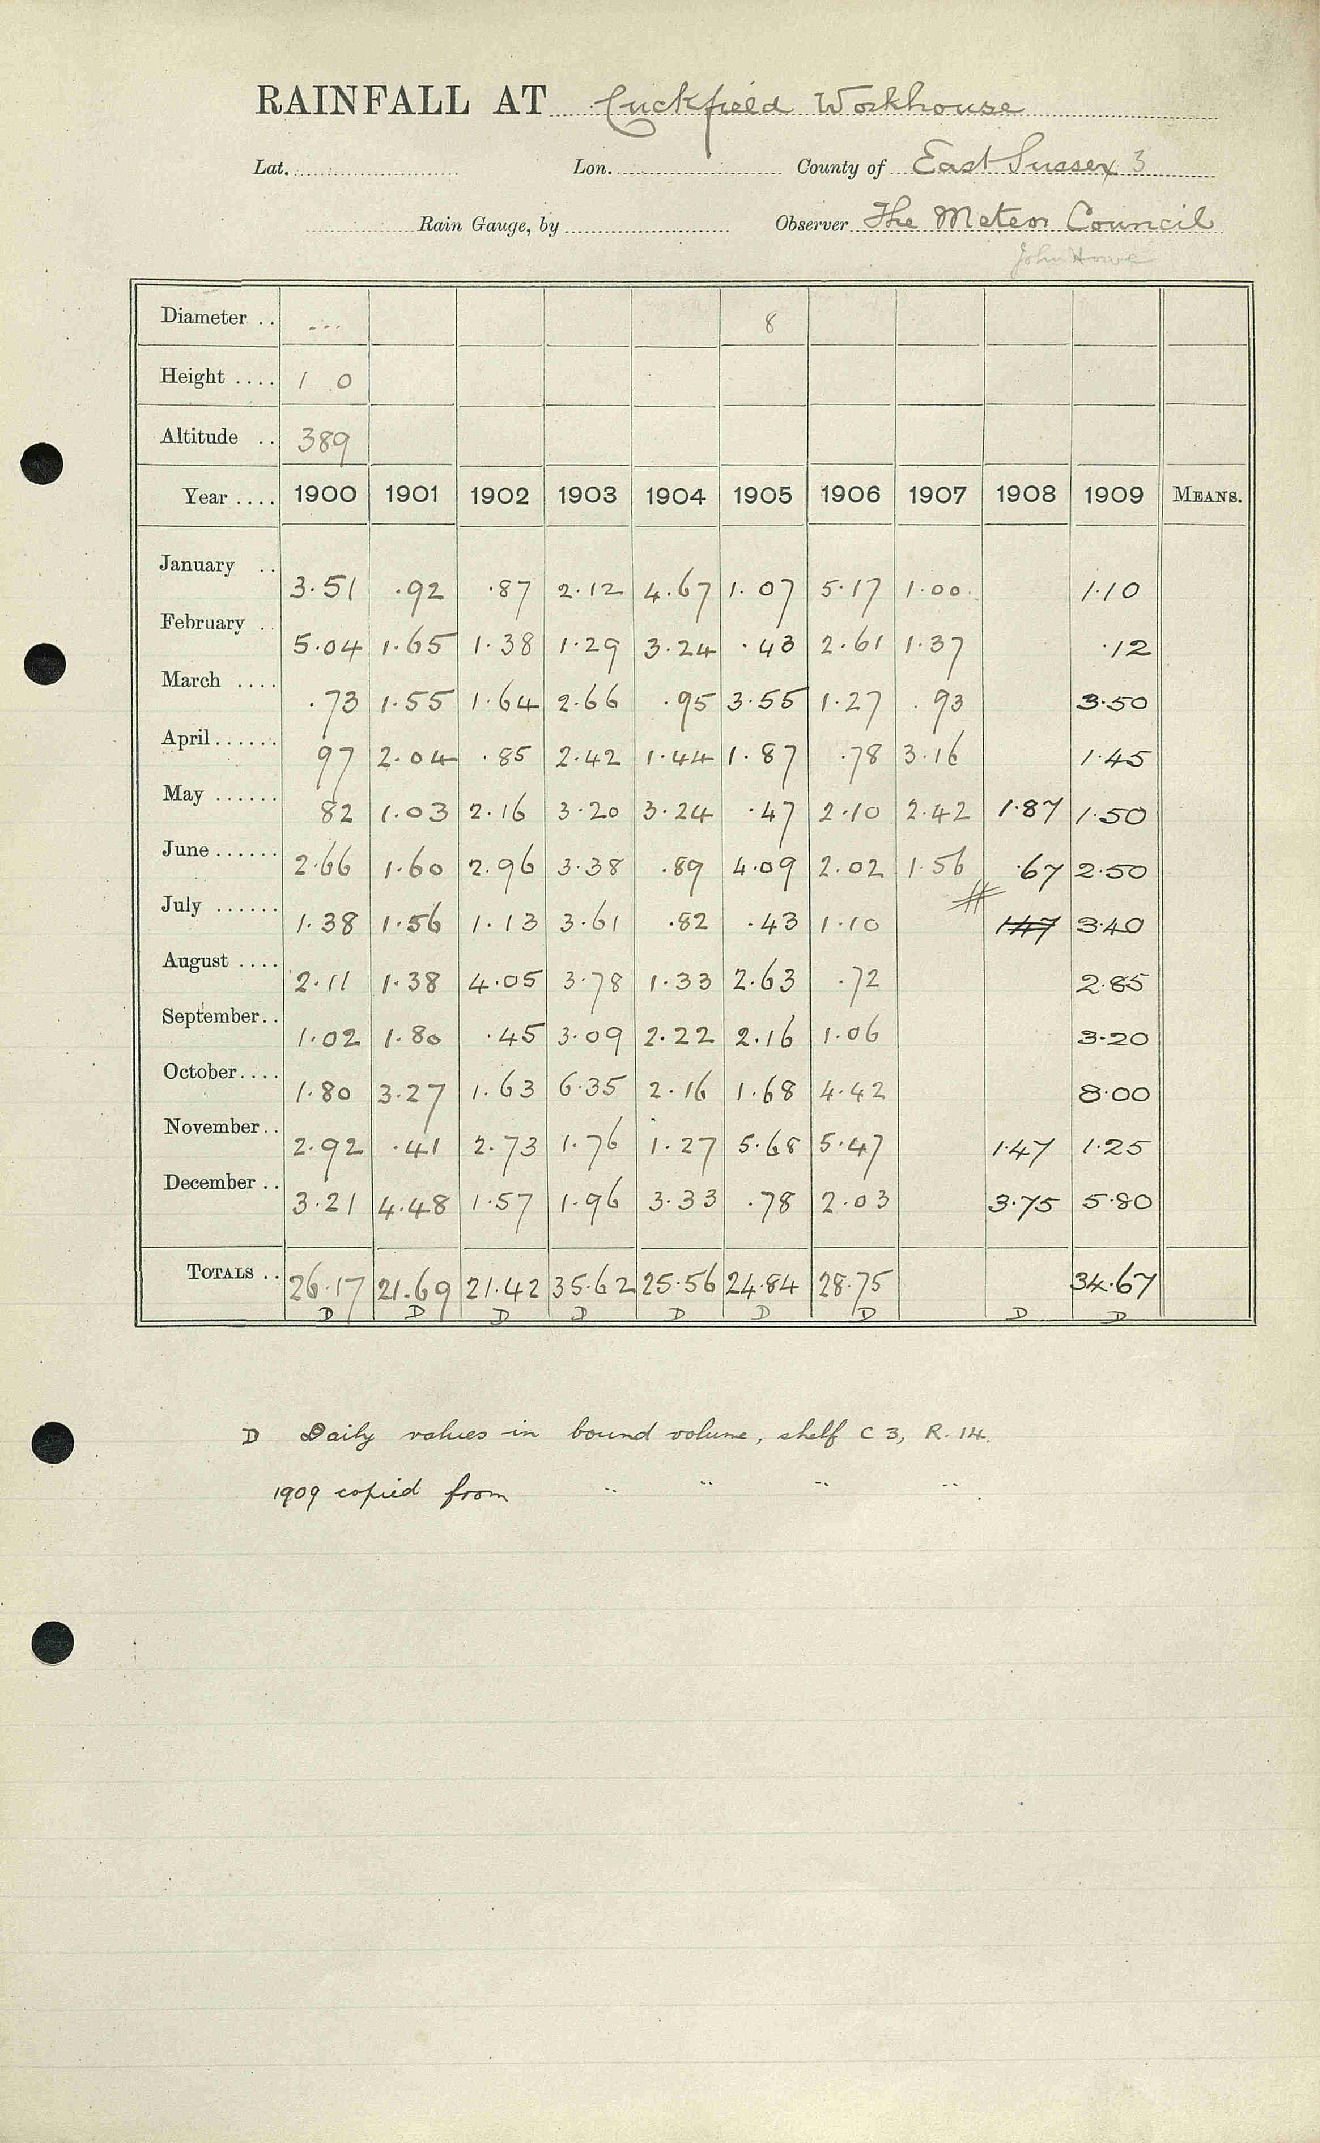 RAINFALL AT Cuckfield Workhouse
Lat. Lon. County of East Sussex 3
Rain Gauge, by Observer The Meteor Council
John Howe
Diameter .. --- 8
Height .... 1 0
Altitude .. 389
Year .... 1900 1901 1902 1903 1904 1905 1906 1907 1908 1909 MEANS.
January .. 3.51 .92 .87 2.12 4.67 1.07 5.17 1.00 1.10
February .. 5.04 1.65 1.38 1.29 3.24 .43 2.61 1.37 .12
March .... .73 1.55 1.64 2.66 .95 3.55 1.27 .93 3.50
April ...... 97 2.04 .85 2.42 1.44 1.87 .78 3.16 1.45
May ...... 82 1.03 2.16 3.20 3.24 .47 2.10 2.42 1.87 1.50
June ...... 2.66 1.60 2.96 3.38 .89 4.09 2.02 1.56 .67 2.50
July ...... 1.38 1.56 1.13 3.61 .82 .43 1.10 # 1.47 3.40
August .... 2.11 1.38 4.05 3.78 1.33 2.63 .72 2.85
September .. 1.02 1.80 .45 3.09 2.22 2.16 1.06 3.20
October .... 1.80 3.27 1.63 6.35 2.16 1.68 4.42 8.00
November .. 2.92 .41 2.73 1.76 1.27 5.68 5.47 1.47 1.25
December .. 3.21 4.48 1.57 1.96 3.33 .78 2.03 3.75 5.80
TOTALS .. 26.17 21.69 21.42 35.62 25.56 24.84 28.75 34.67
D D D D D D D D D
D Daily values in bound volume, shelf C 3, R. 14.
1909 copied from " " " "